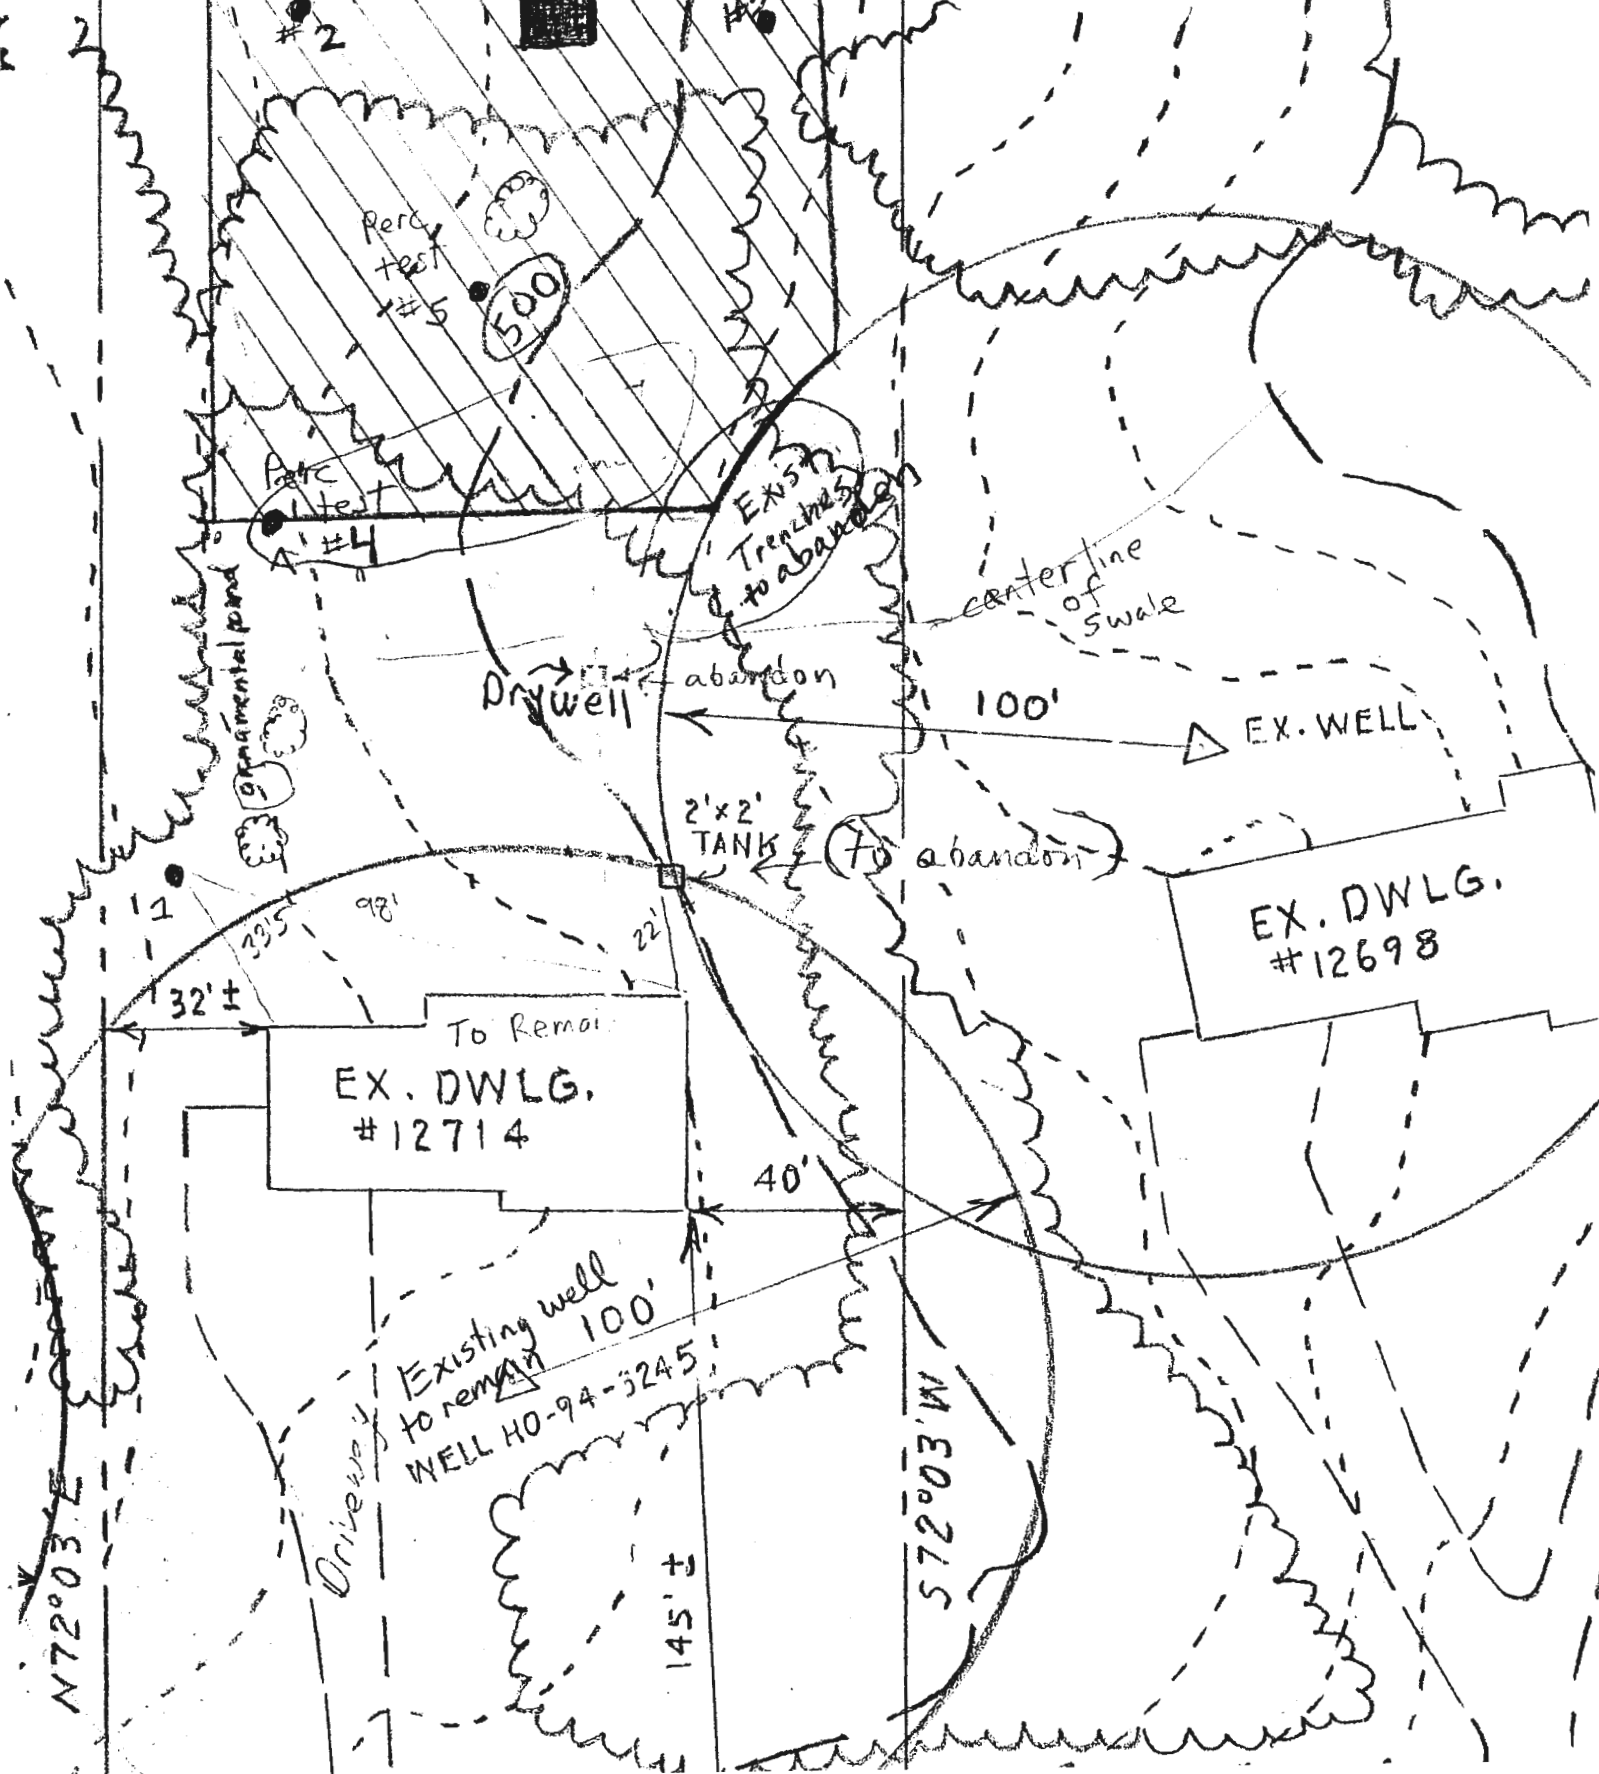 2
#2
Perc
test
#5
500
Perc
test
#4
Exist
Trenches
to abandon
ornamental pond
center line
of
swale
Drywell
abandon
100'
EX. WELL
2'x2'
TANK
(To abandon)
1
98'
22'
32'±
EX. DWLG.
#12698
To Remai
EX. DWLG.
#12714
40'
Existing well
to remain
100'
WELL HO-94-3245
Driveway
145' ±
N72°03' E
S72°03' W